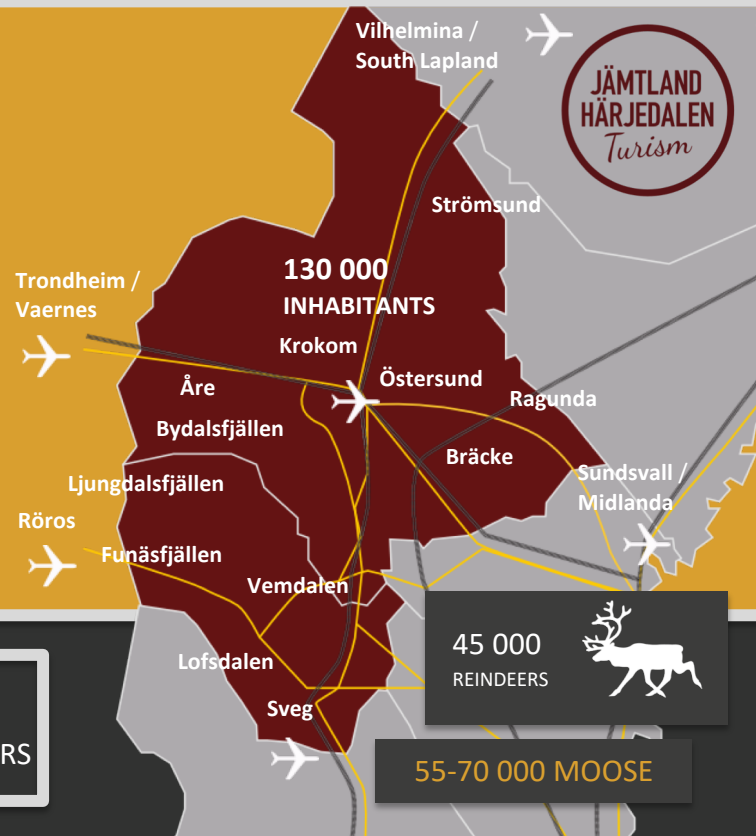 Vilhelmina /
South Lapland
JÄMTLAND
HÄRJEDALEN
Turism
Strömsund
130 000
INHABITANTS
Trondheim /
Vaernes
Krokom
Östersund
Åre
Ragunda
Bydalsfjällen
Bräcke
Ljungdalsfjällen
Sundsvall /
Midlanda
Röros
Funäsfjällen
Vemdalen
45 000
REINDEERS
Lofsdalen
Sveg
RS
55-70 000 MOOSE